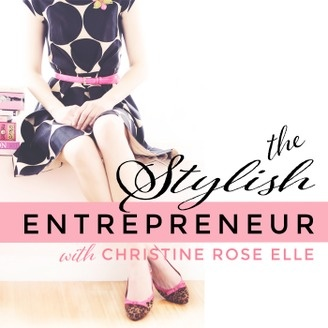 the
Stylish
ENTREPRENEUR
with CHRISTINE ROSE ELLE